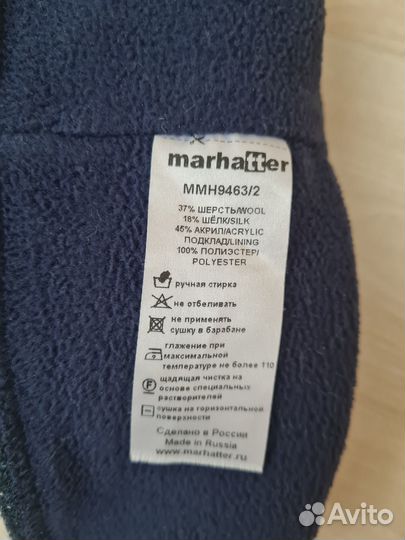 marhatter
MMH9463/2
37% ШЕРСТЬ/WOOL
18% ШЁЛК/SILK
45% АКРИЛ/ACRYLIC
ПОДКЛАД/LINING
100% ПОЛИЭСТЕР/
POLYESTER
ручная стирка
не отбеливать
не применять
сушку в барабане
глажение при
максимальной
температуре не более 110
щадящая чистка на
основе специальных
растворителей
сушка на горизонтальной
поверхности
Сделано в России
Made in Russia
www.marhatter.ru
Avito